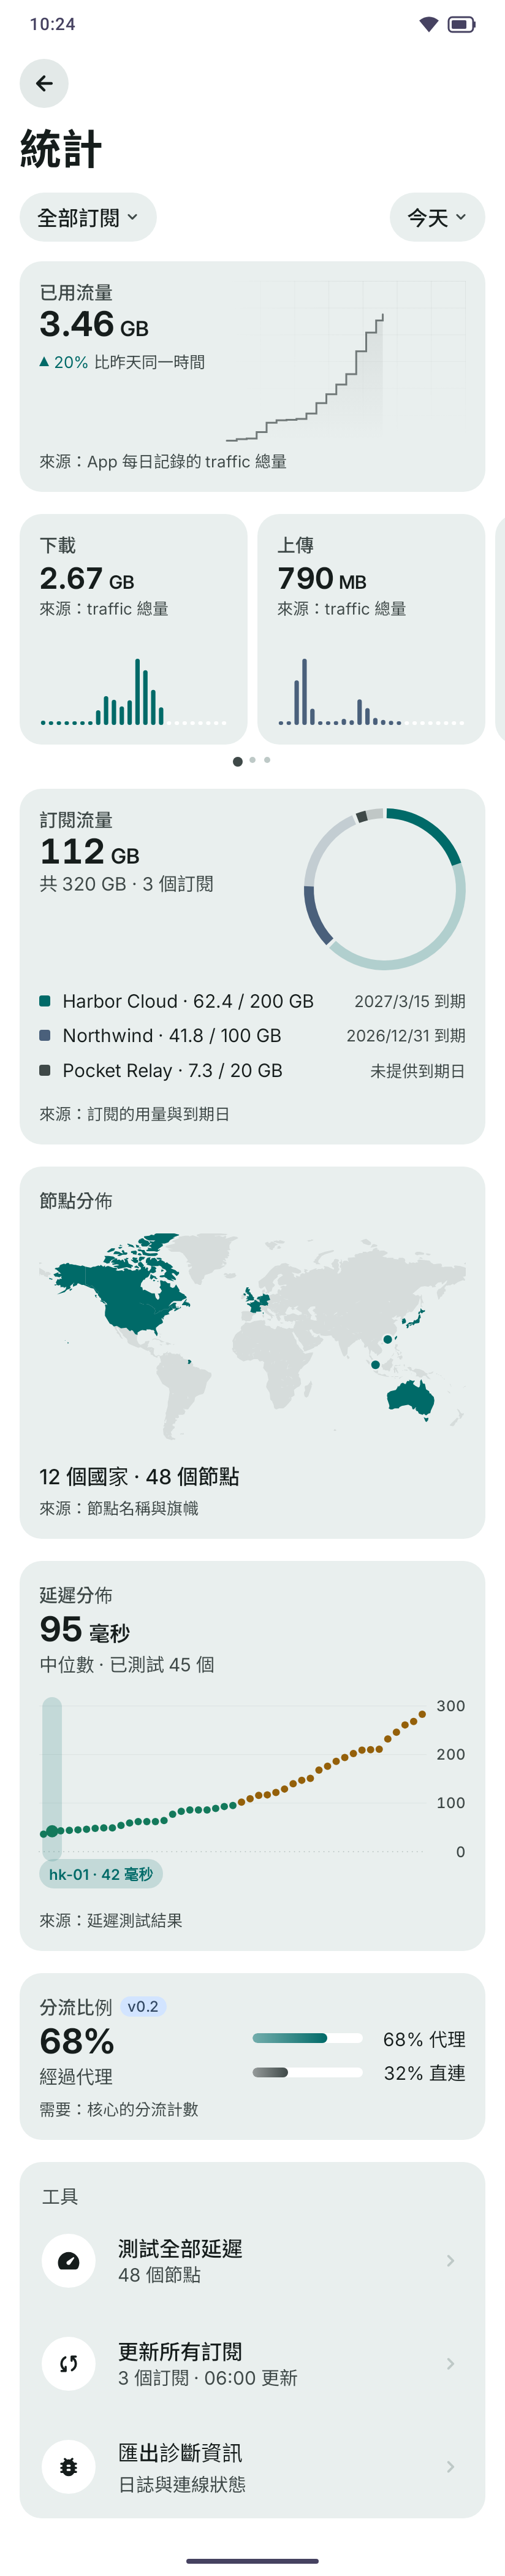 10:24
統計
全部訂閱
今天
已用流量
3.46 GB
▲ 20% 比昨天同一時間
來源：App 每日記錄的 traffic 總量
下載
2.67 GB
來源：traffic 總量
上傳
790 MB
來源：traffic 總量
訂閱流量
112 GB
共 320 GB · 3 個訂閱
Harbor Cloud · 62.4 / 200 GB 2027/3/15 到期
Northwind · 41.8 / 100 GB 2026/12/31 到期
Pocket Relay · 7.3 / 20 GB 未提供到期日
來源：訂閱的用量與到期日
節點分佈
12 個國家 · 48 個節點
來源：節點名稱與旗幟
延遲分佈
95 毫秒
中位數 · 已測試 45 個
300
200
100
0
hk-01 · 42 毫秒
來源：延遲測試結果
分流比例 v0.2
68%
經過代理
需要：核心的分流計數
68% 代理
32% 直連
工具
測試全部延遲
48 個節點
更新所有訂閱
3 個訂閱 · 06:00 更新
匯出診斷資訊
日誌與連線狀態